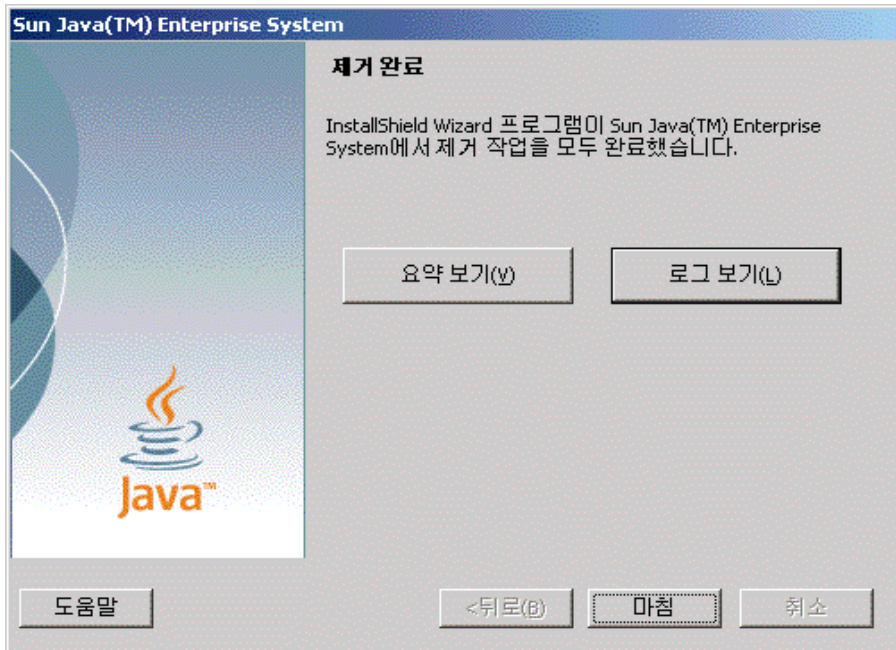 Sun Java(TM) Enterprise System
제거 완료
InstallShield Wizard 프로그램이 Sun Java(TM) Enterprise
System에서 제거 작업을 모두 완료했습니다.
요약 보기(V)
로그 보기(L)
Java™
도움말
<뒤로(B)
마침
취소